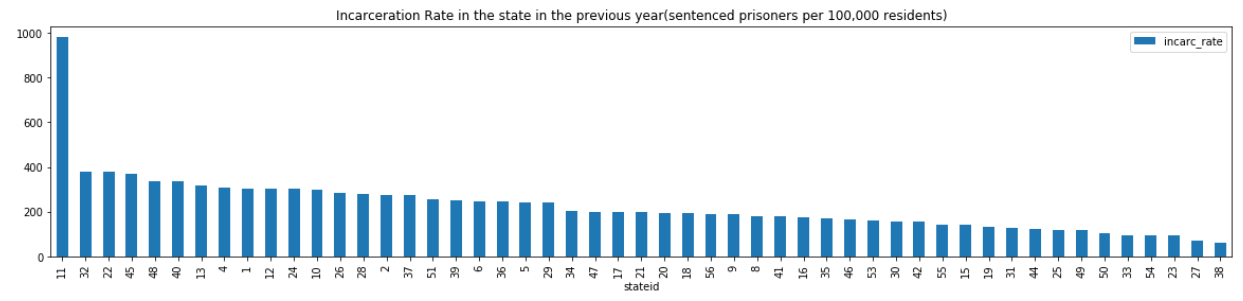 Incarceration Rate in the state in the previous year(sentenced prisoners per 100,000 residents)
1000
800
600
400
200
0
incarc_rate
11 32 22 45 48 40 13 4 1 12 24 10 26 28 2 37 51 39 6 36 5 29 34 47 17 21 20 18 56 9 8 41 16 35 46 53 30 42 55 15 19 31 44 25 49 50 33 54 23 27 38
stateid